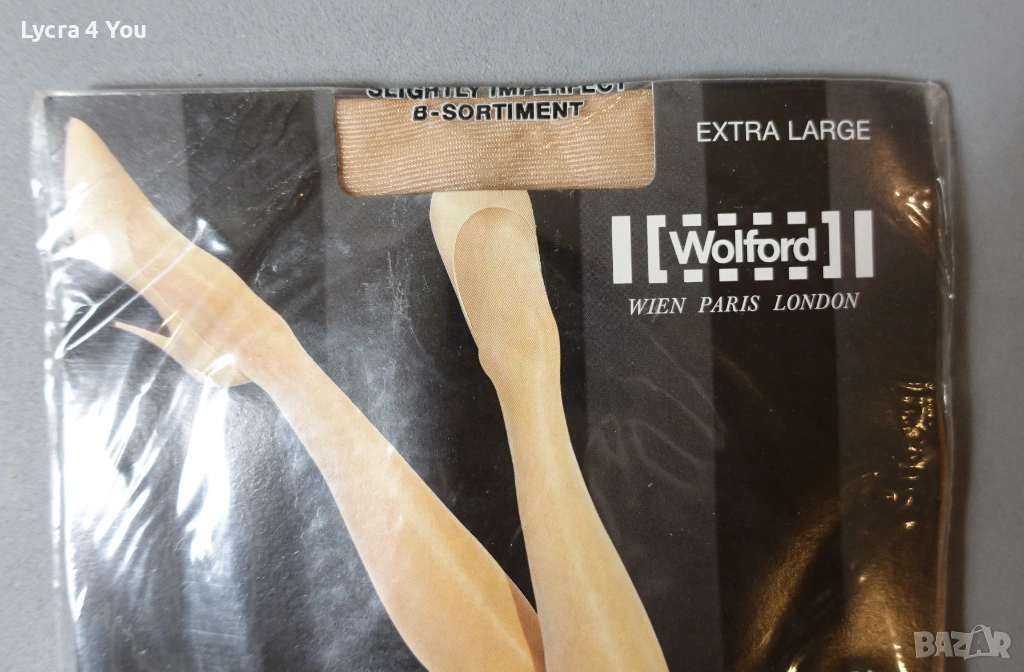 Lycra 4 You
SLIGHTLY IMPERFECT
B-SORTIMENT
EXTRA LARGE
Wolford
WIEN PARIS LONDON
BAZAR